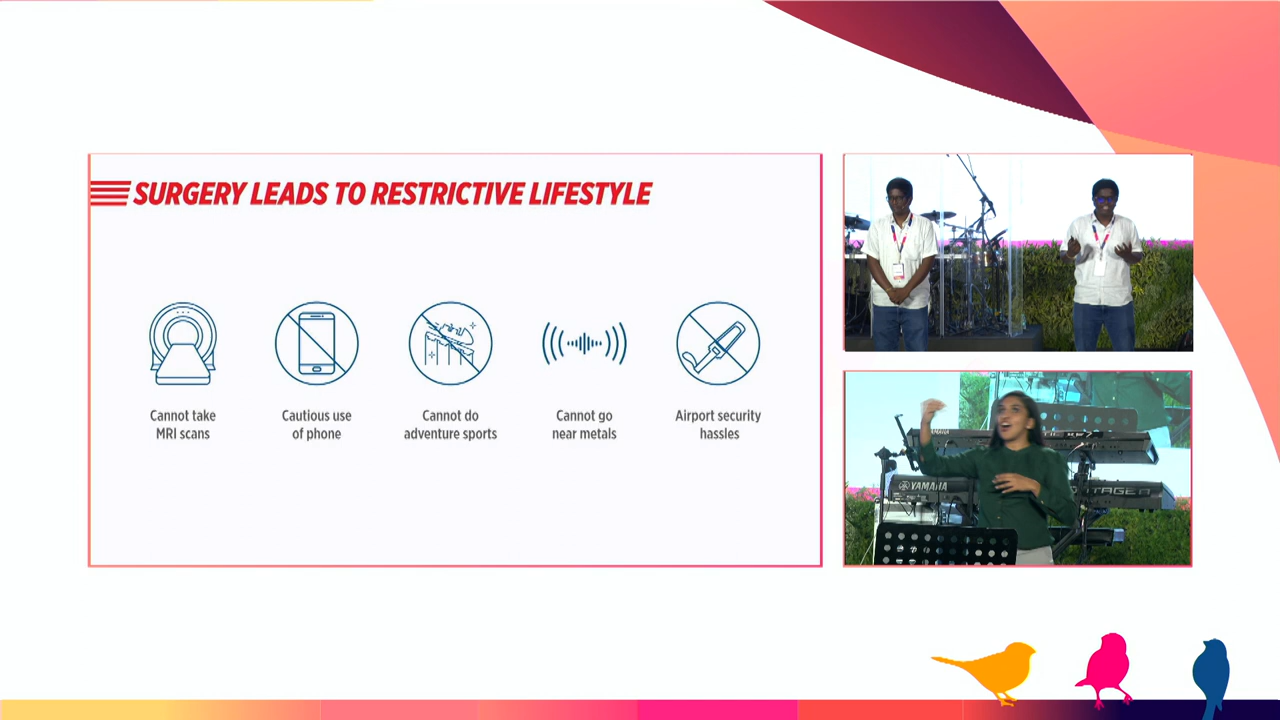 SURGERY LEADS TO RESTRICTIVE LIFESTYLE
Cannot take
MRI scans
Cautious use
of phone
Cannot do
adventure sports
Cannot go
near metals
Airport security
hassles
YAMAHA